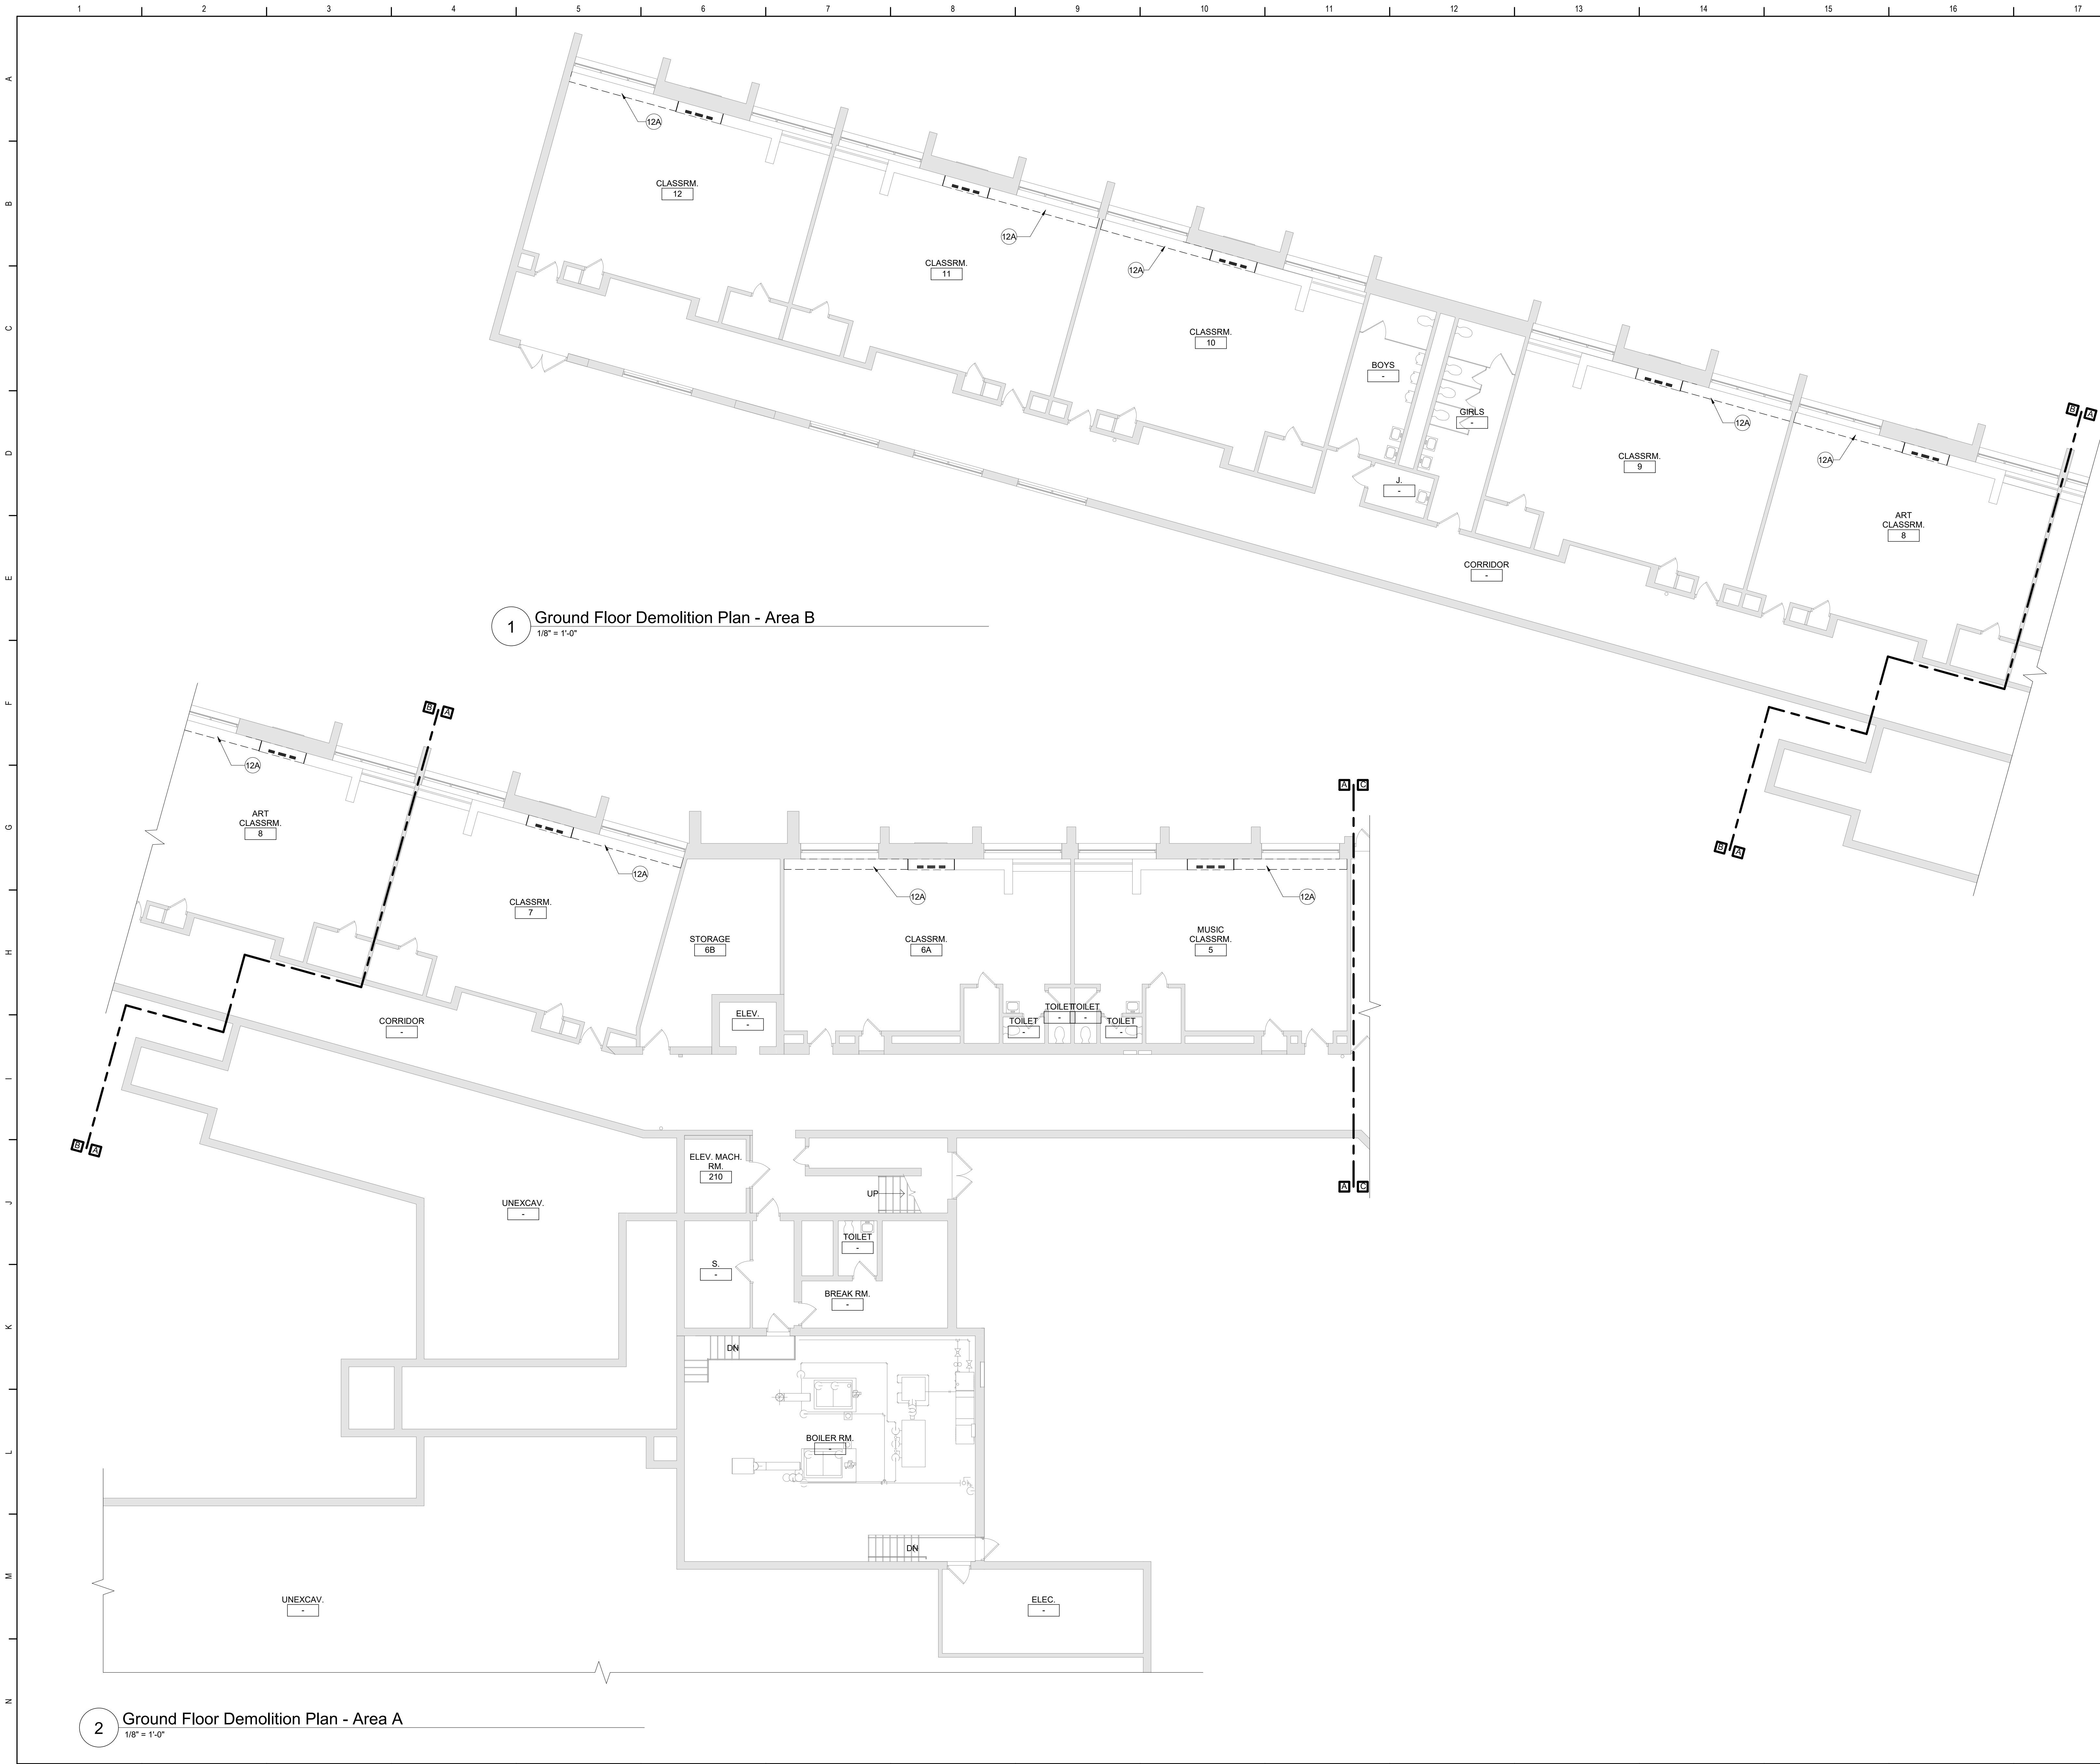 1 2 3 4 5 6 7 8 9 10 11 12 13 14 15 16 17
A
B
C
D
E
F
G
H
I
J
K
L
M
N
12A
CLASSRM.
12
12A
CLASSRM.
11
12A
CLASSRM.
10
BOYS
-
GIRLS
-
J.
-
12A
CLASSRM.
9
12A
ART
CLASSRM.
8
CORRIDOR
-
B A
B A
1
Ground Floor Demolition Plan - Area B
1/8" = 1'-0"
B A
12A
ART
CLASSRM.
8
12A
CLASSRM.
7
STORAGE
6B
12A
CLASSRM.
6A
12A
MUSIC
CLASSRM.
5
A C
ELEV.
-
TOILET
-
TOILET
-
TOILET
-
TOILET
-
CORRIDOR
-
B A
ELEV. MACH.
RM.
210
UP
A C
UNEXCAV.
-
TOILET
-
S.
-
BREAK RM.
-
DN
BOILER RM.
-
DN
UNEXCAV.
-
ELEC.
-
2
Ground Floor Demolition Plan - Area A
1/8" = 1'-0"